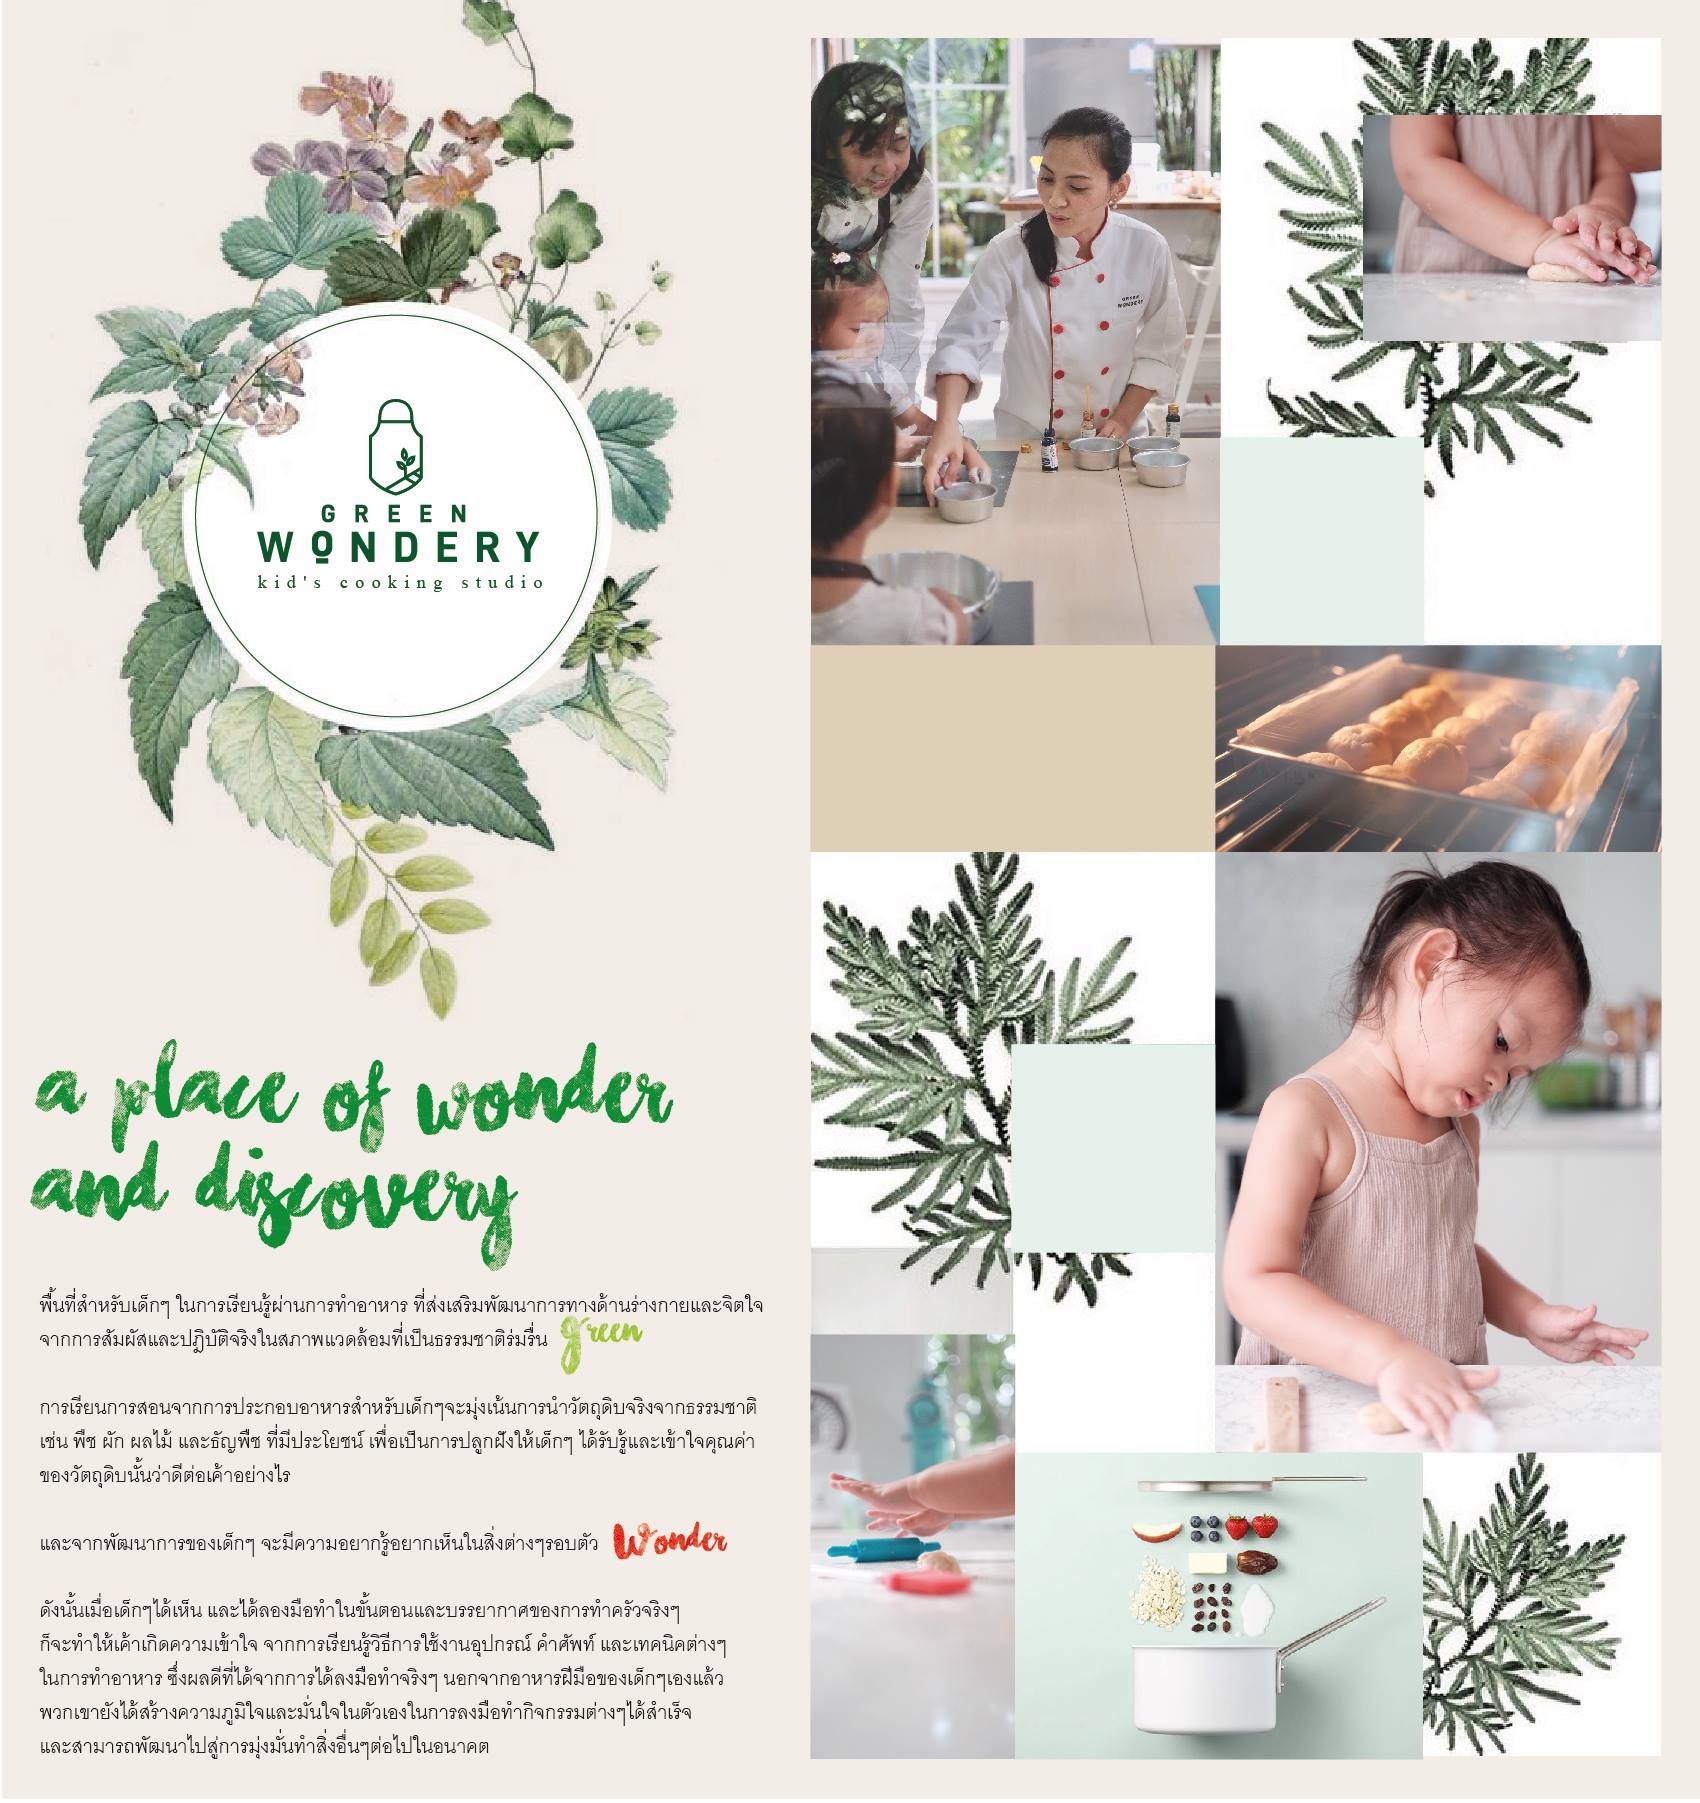 GREEN
WONDERY
kid's cooking studio
a place of wonder
and discovery
พื้นที่สำหรับเด็กๆ ในการเรียนรู้ผ่านการทำอาหาร ที่ส่งเสริมพัฒนาการทางด้านร่างกายและจิตใจ
จากการสัมผัสและปฏิบัติจริงในสภาพแวดล้อมที่เป็นธรรมชาติร่มรื่น green
การเรียนการสอนจากการประกอบอาหารสำหรับเด็กๆจะมุ่งเน้นการนำวัตถุดิบจริงจากธรรมชาติ
เช่น พืช ผัก ผลไม้ และธัญพืช ที่มีประโยชน์ เพื่อเป็นการปลูกฝังให้เด็กๆ ได้รับรู้และเข้าใจคุณค่า
ของวัตถุดิบนั้นว่าดีต่อเค้าอย่างไร
และจากพัฒนาการของเด็กๆ จะมีความอยากรู้อยากเห็นในสิ่งต่างๆรอบตัว Wonder
ดังนั้นเมื่อเด็กๆได้เห็น และได้ลองมือทำในขั้นตอนและบรรยากาศของการทำครัวจริงๆ
ก็จะทำให้เค้าเกิดความเข้าใจ จากการเรียนรู้วิธีการใช้งานอุปกรณ์ คำศัพท์ และเทคนิคต่างๆ
ในการทำอาหาร ซึ่งผลดีที่ได้จากการได้ลงมือทำจริงๆ นอกจากอาหารฝีมือของเด็กๆเองแล้ว
พวกเขายังได้สร้างความภูมิใจและมั่นใจในตัวเองในการลงมือทำกิจกรรมต่างๆได้สำเร็จ
และสามารถพัฒนาไปสู่การมุ่งมั่นทำสิ่งอื่นๆต่อไปในอนาคต
GREEN
WONDERY